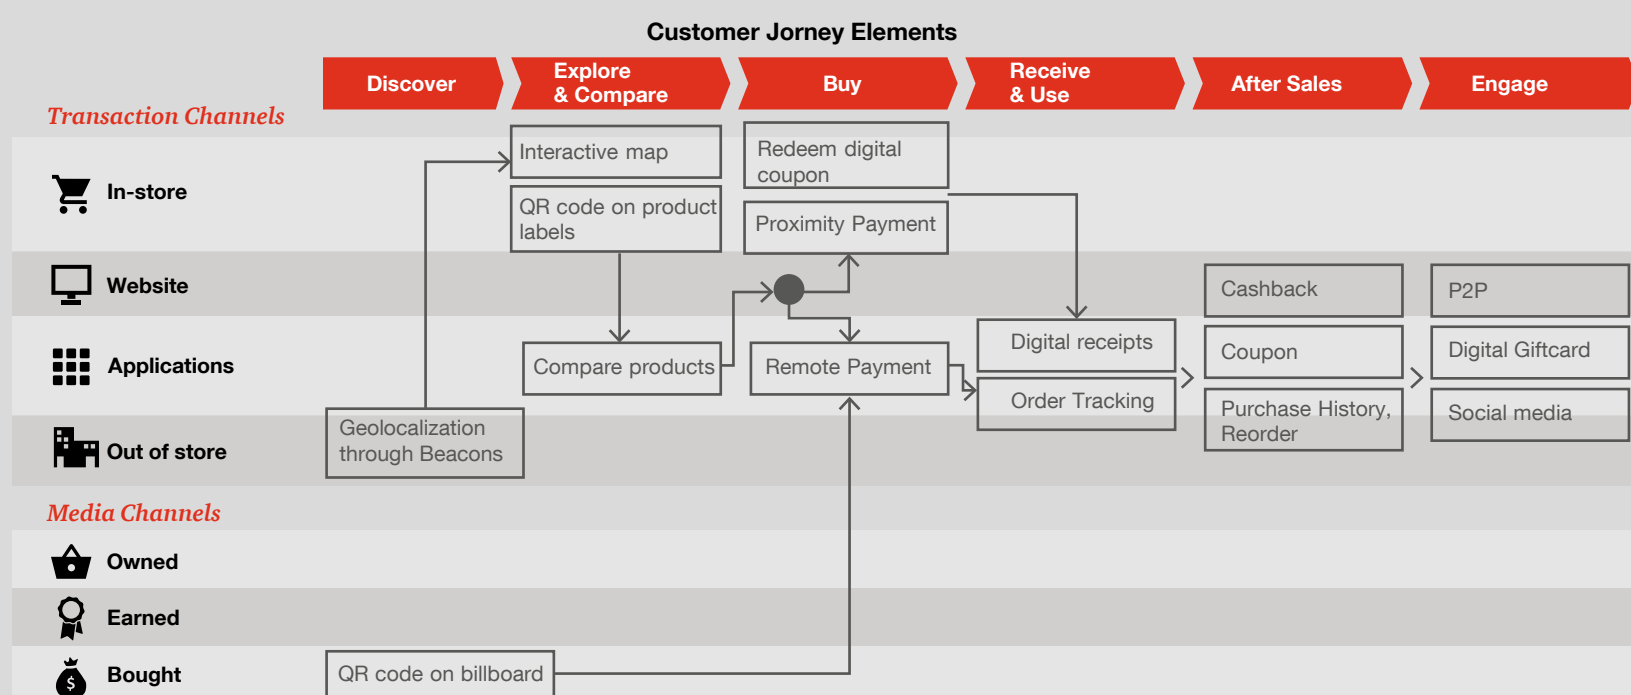 Customer Jorney Elements
Discover
Explore
& Compare
Buy
Receive
& Use
After Sales
Engage
Transaction Channels
In-store
Interactive map
QR code on product
labels
Redeem digital
coupon
Proximity Payment
Website
Cashback
P2P
Applications
Compare products
Remote Payment
Digital receipts
Order Tracking
Coupon
Purchase History,
Reorder
Digital Giftcard
Social media
Out of store
Geolocalization
through Beacons
Media Channels
Owned
Earned
Bought
$
QR code on billboard